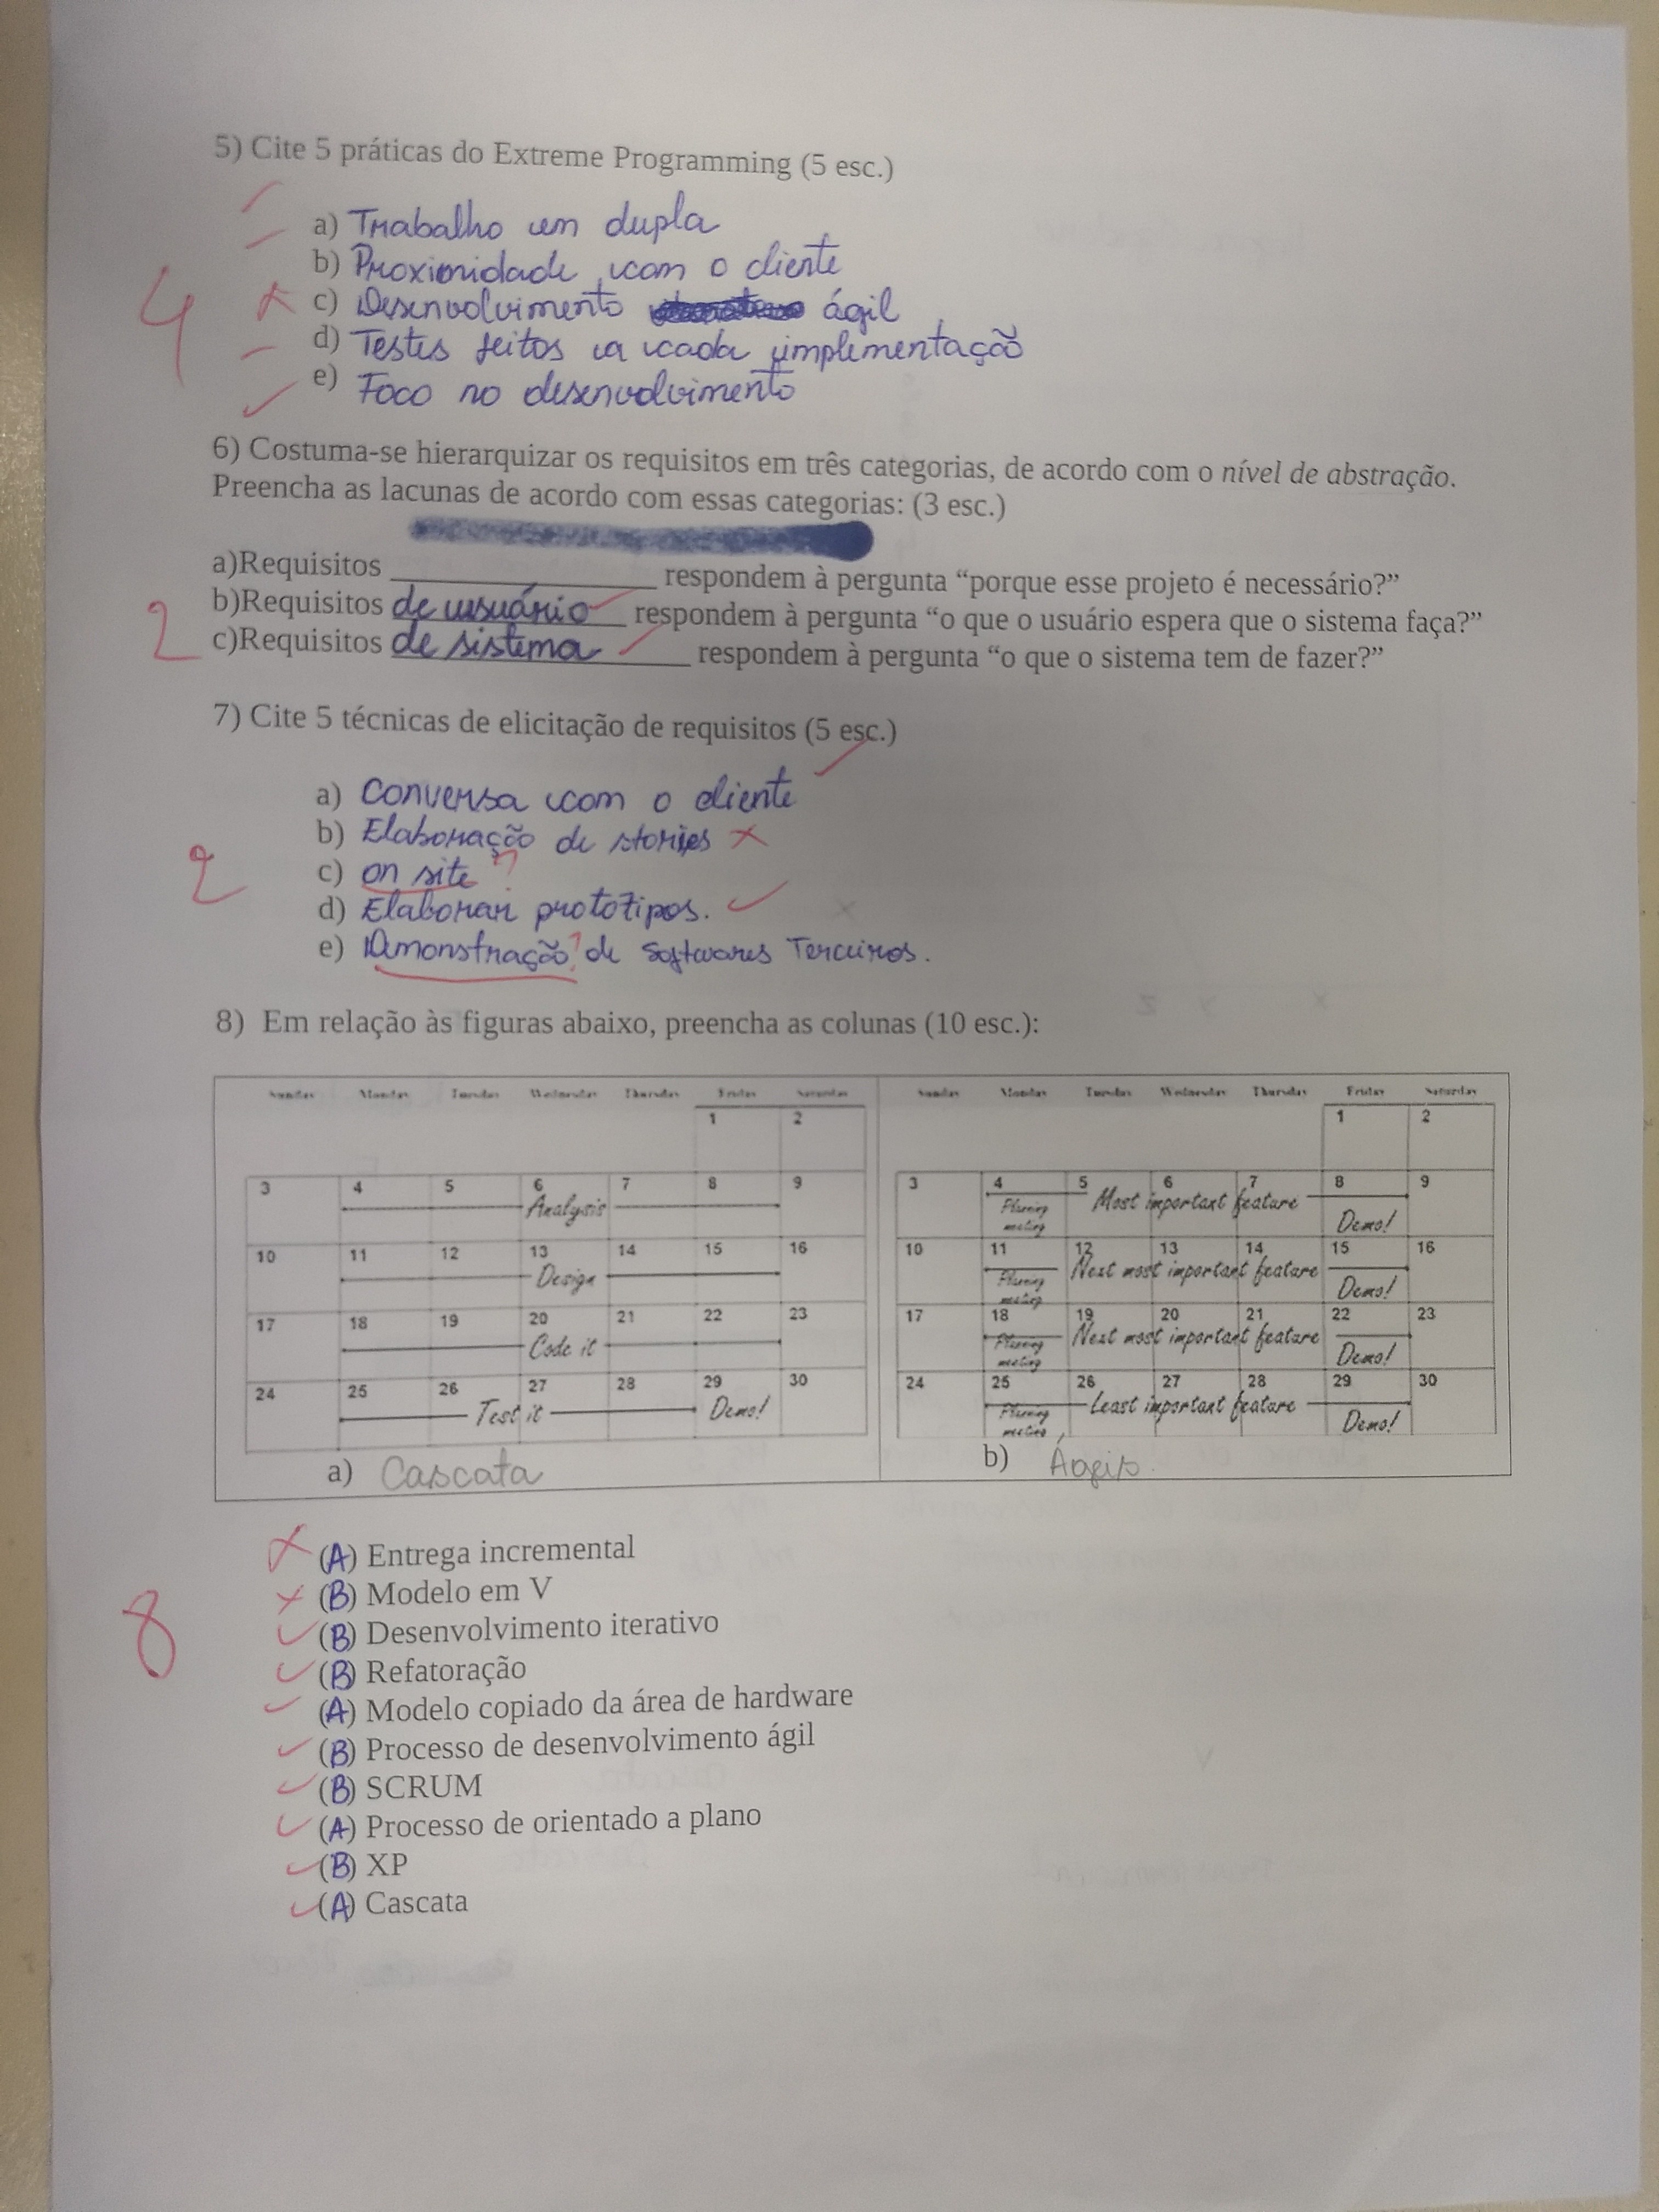 5) Cite 5 práticas do Extreme Programming (5 esc.)
a) Trabalho em dupla
b) Proximidade com o cliente
c) Desenvolvimento ágil
d) Testes feitos a cada implementação
e) Foco no desenvolvimento
4
6) Costuma-se hierarquizar os requisitos em três categorias, de acordo com o nível de abstração.
Preencha as lacunas de acordo com essas categorias: (3 esc.)
a)Requisitos ____________ respondem à pergunta “porque esse projeto é necessário?”
b)Requisitos de usuário respondem à pergunta “o que o usuário espera que o sistema faça?”
c)Requisitos de sistema respondem à pergunta “o que o sistema tem de fazer?”
2
7) Cite 5 técnicas de elicitação de requisitos (5 esc.)
a) Conversa com o cliente
b) Elaboração de stories
c) on site ?
d) Elaborar protótipos.
e) Demonstração ? de Softwares Terceiros.
2
8) Em relação às figuras abaixo, preencha as colunas (10 esc.):
Sunday Monday Tuesday Wednesday Thursday Friday Saturday
1 2
3 4 5 6 7 8 9
Analysis
10 11 12 13 14 15 16
Design
17 18 19 20 21 22 23
Code it
24 25 26 27 28 29 30
Test it Demo!
a) Cascata
Sunday Monday Tuesday Wednesday Thursday Friday Saturday
1 2
3 4 5 6 7 8 9
Planning meeting Most important feature Demo!
10 11 12 13 14 15 16
Planning meeting Next most important feature Demo!
17 18 19 20 21 22 23
Planning meeting Next most important feature Demo!
24 25 26 27 28 29 30
Planning meeting Least important feature Demo!
b) Ágeis
(A) Entrega incremental
(B) Modelo em V
(B) Desenvolvimento iterativo
(B) Refatoração
(A) Modelo copiado da área de hardware
(B) Processo de desenvolvimento ágil
(B) SCRUM
(A) Processo de orientado a plano
(B) XP
(A) Cascata
8